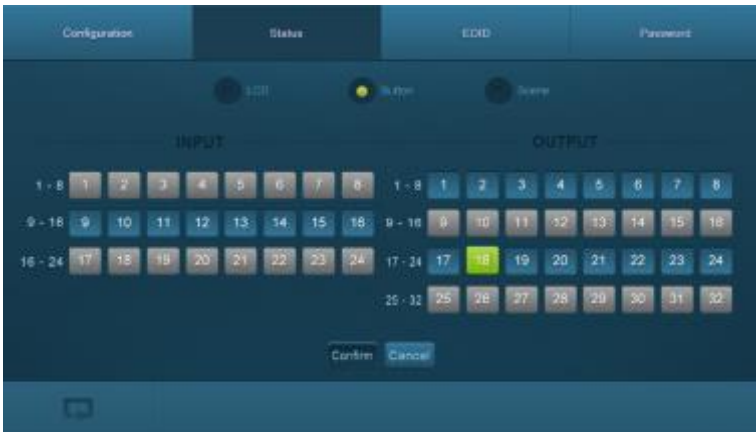 Configuration Status EDID Password
LCD Button Scene
INPUT OUTPUT
1 - 8 1 2 3 4 5 6 7 8 1 - 8 1 2 3 4 5 6 7 8
9 - 16 9 10 11 12 13 14 15 16 9 - 16 9 10 11 12 13 14 15 16
16 - 24 17 18 19 20 21 22 23 24 17 - 24 17 18 19 20 21 22 23 24
25 - 32 25 26 27 28 29 30 31 32
Confirm Cancel